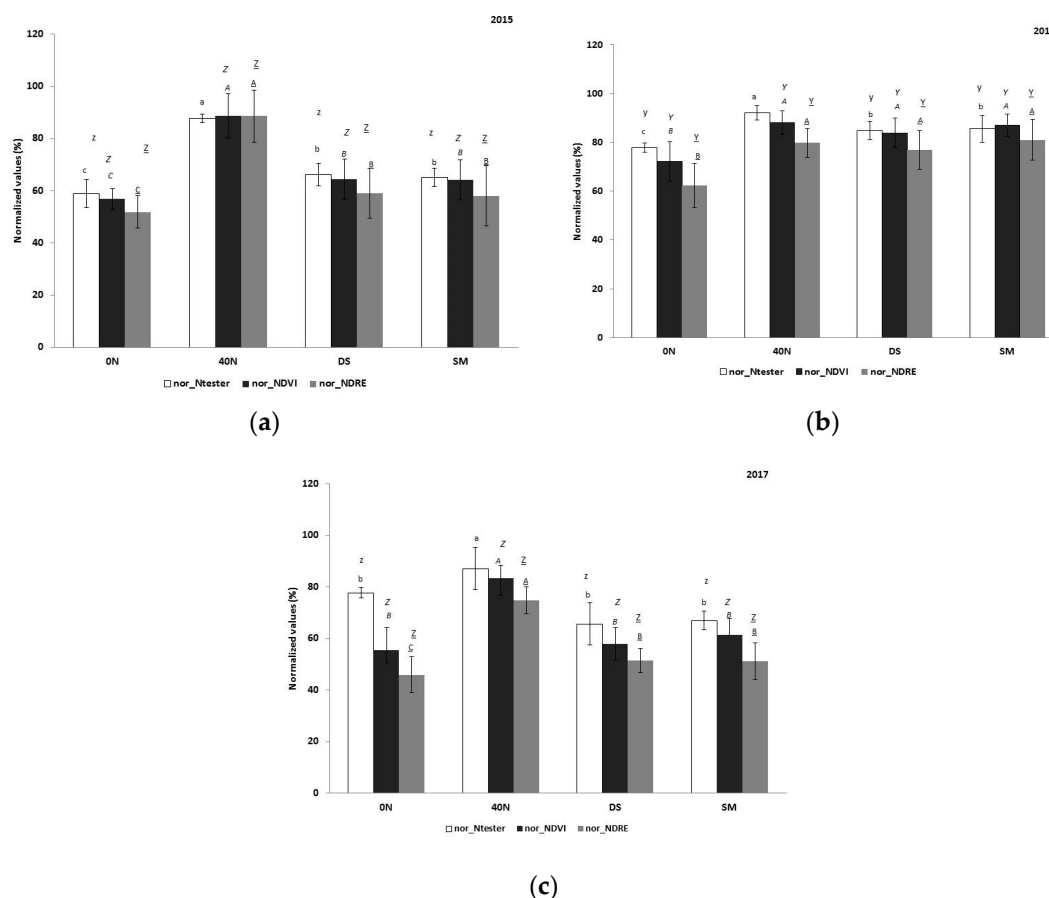 2015
Normalized values (%)
120
100
80
60
40
20
0
z Z Z
c C C
a Z Z
A A
z Z Z
b B B
z Z Z
b B B
0N 40N DS SM
nor_Ntester nor_NDVI nor_NDRE
(a)
201
Normalized values (%)
120
100
80
60
40
20
0
y Y Y
c B B
a Y Y
A A
y Y Y
b A A
y Y Y
b A A
0N 40N DS SM
nor_Ntester nor_NDVI nor_NDRE
(b)
2017
Normalized values (%)
120
100
80
60
40
20
0
z Z Z
b B C
a Z Z
A A
z Z Z
b B B
z Z Z
b B B
0N 40N DS SM
nor_Ntester nor_NDVI nor_NDRE
(c)